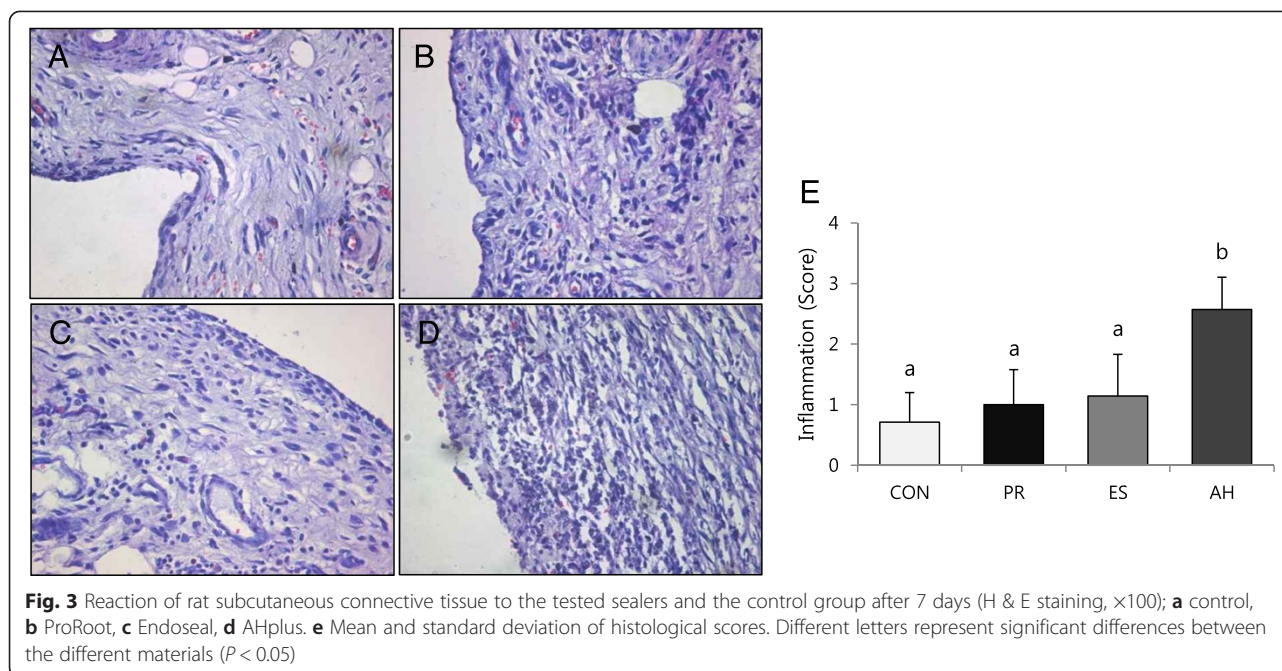 A
B
C
D
E
Inflammation (Score)
4
3
2
1
0
a
a
a
b
CON
PR
ES
AH
Fig. 3 Reaction of rat subcutaneous connective tissue to the tested sealers and the control group after 7 days (H & E staining, ×100); a control,
b ProRoot, c Endoseal, d AHplus. e Mean and standard deviation of histological scores. Different letters represent significant differences between
the different materials (P < 0.05)